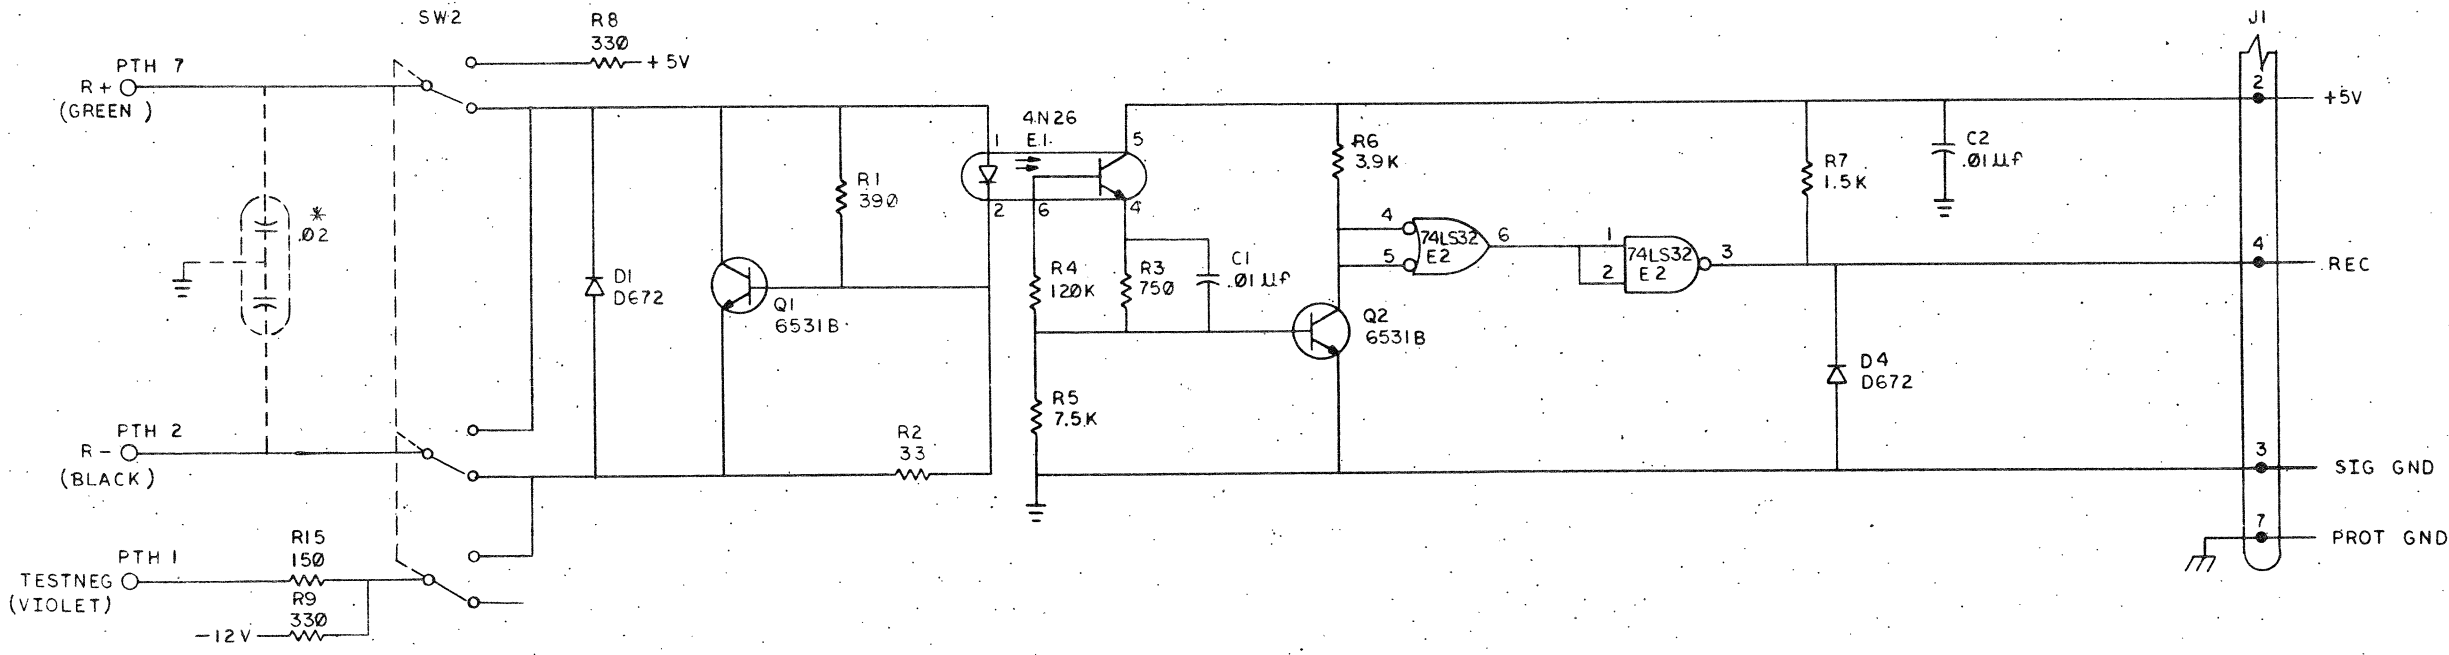 SW2
R8
330
+5V
PTH 7
R+
(GREEN )
*
.02
D1
D672
Q1
6531B
R1
390
4N26
E1
1
5
2
6
4
R4
120K
R3
750
C1
.01µf
R5
7.5K
R2
33
R6
3.9K
4
5
74LS32
E2
6
Q2
6531B
1
2
74LS32
E2
3
R7
1.5K
C2
.01µf
D4
D672
J1
2
+5V
4
REC
3
SIG GND
7
PROT GND
PTH 2
R-
(BLACK)
PTH 1
TESTNEG
(VIOLET)
R15
150
R9
330
-12V